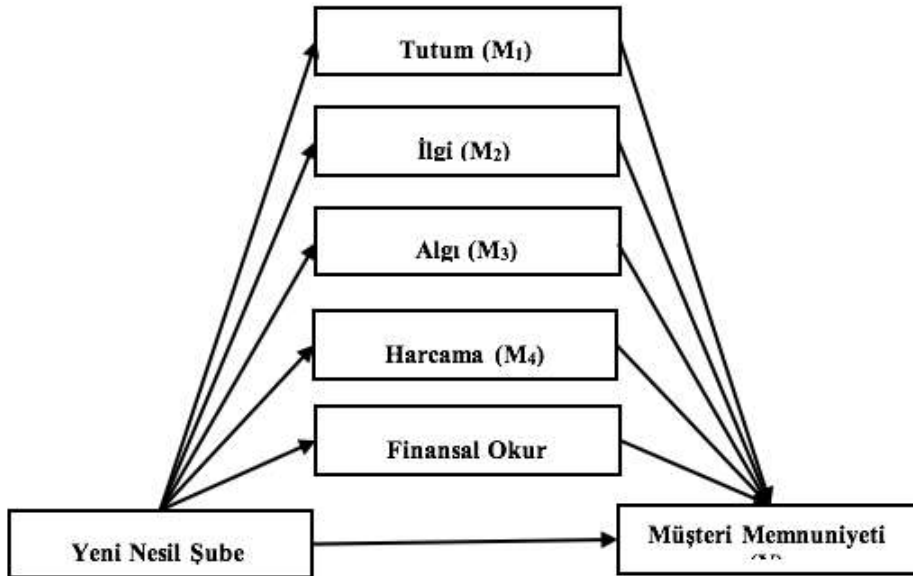 Tutum (M₁)
İlgi (M₂)
Algı (M₃)
Harcama (M₄)
Finansal Okur
Yeni Nesil Şube
Müşteri Memnuniyeti